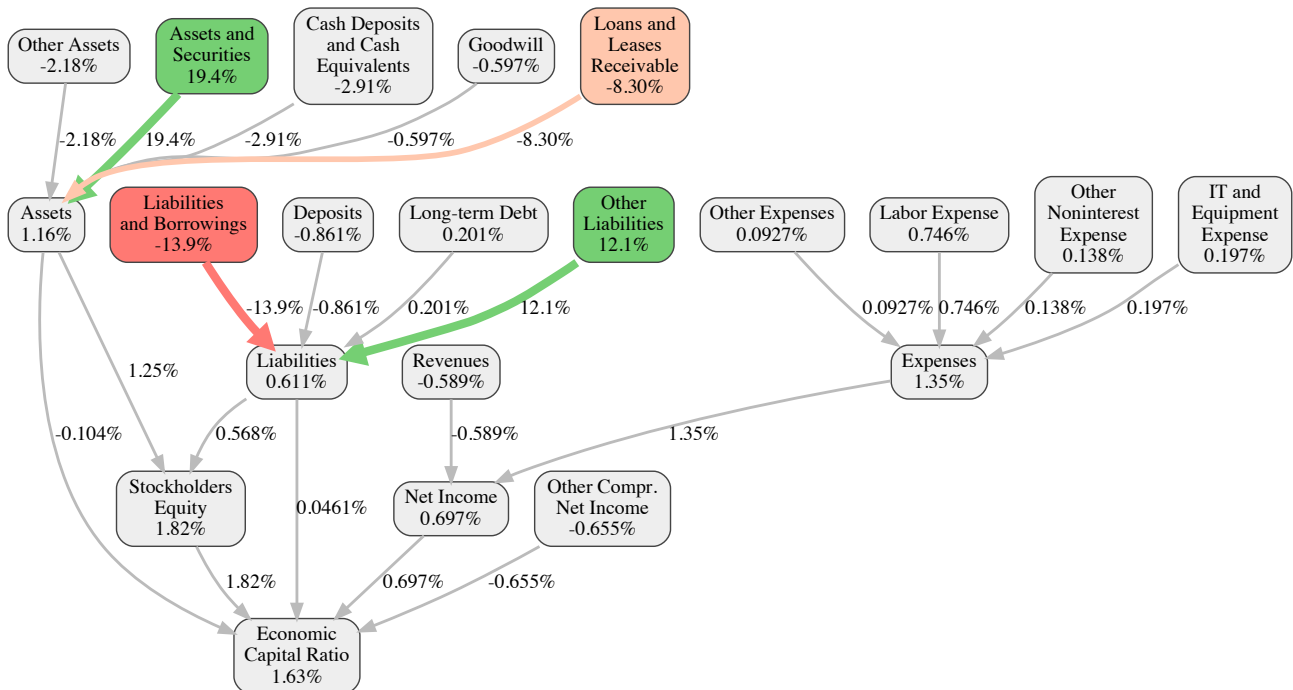 Other Assets
-2.18%
Assets and
Securities
19.4%
Cash Deposits
and Cash
Equivalents
-2.91%
Goodwill
-0.597%
Loans and
Leases
Receivable
-8.30%
-2.18%
19.4%
-2.91%
-0.597%
-8.30%
Assets
1.16%
Liabilities
and Borrowings
-13.9%
Deposits
-0.861%
Long-term Debt
0.201%
Other
Liabilities
12.1%
Other Expenses
0.0927%
Labor Expense
0.746%
Other
Noninterest
Expense
0.138%
IT and
Equipment
Expense
0.197%
-13.9%
-0.861%
0.201%
12.1%
0.0927%
0.746%
0.138%
0.197%
Liabilities
0.611%
Revenues
-0.589%
Expenses
1.35%
1.25%
-0.104%
0.568%
-0.589%
1.35%
Stockholders
Equity
1.82%
0.0461%
Net Income
0.697%
Other Compr.
Net Income
-0.655%
1.82%
0.697%
-0.655%
Economic
Capital Ratio
1.63%